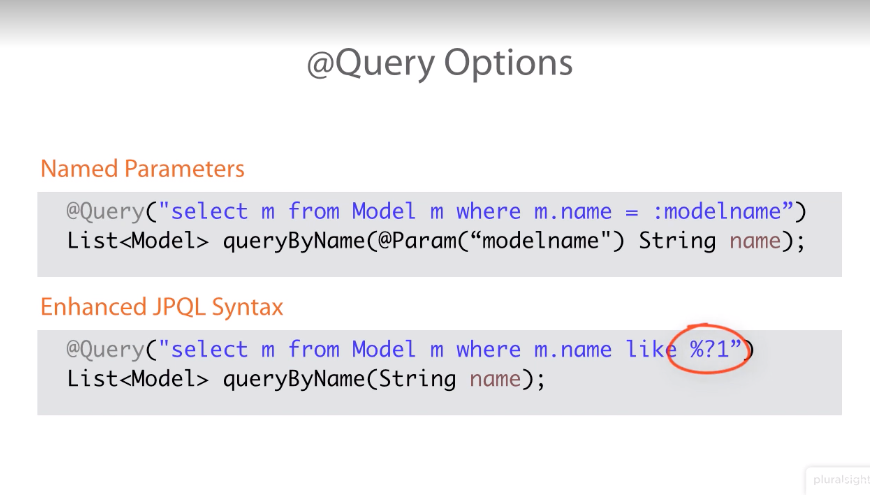 @Query Options
Named Parameters
@Query("select m from Model m where m.name = :modelname”)
List<Model> queryByName(@Param(“modelname") String name);
Enhanced JPQL Syntax
@Query("select m from Model m where m.name like %?1”)
List<Model> queryByName(String name);
pluralsight